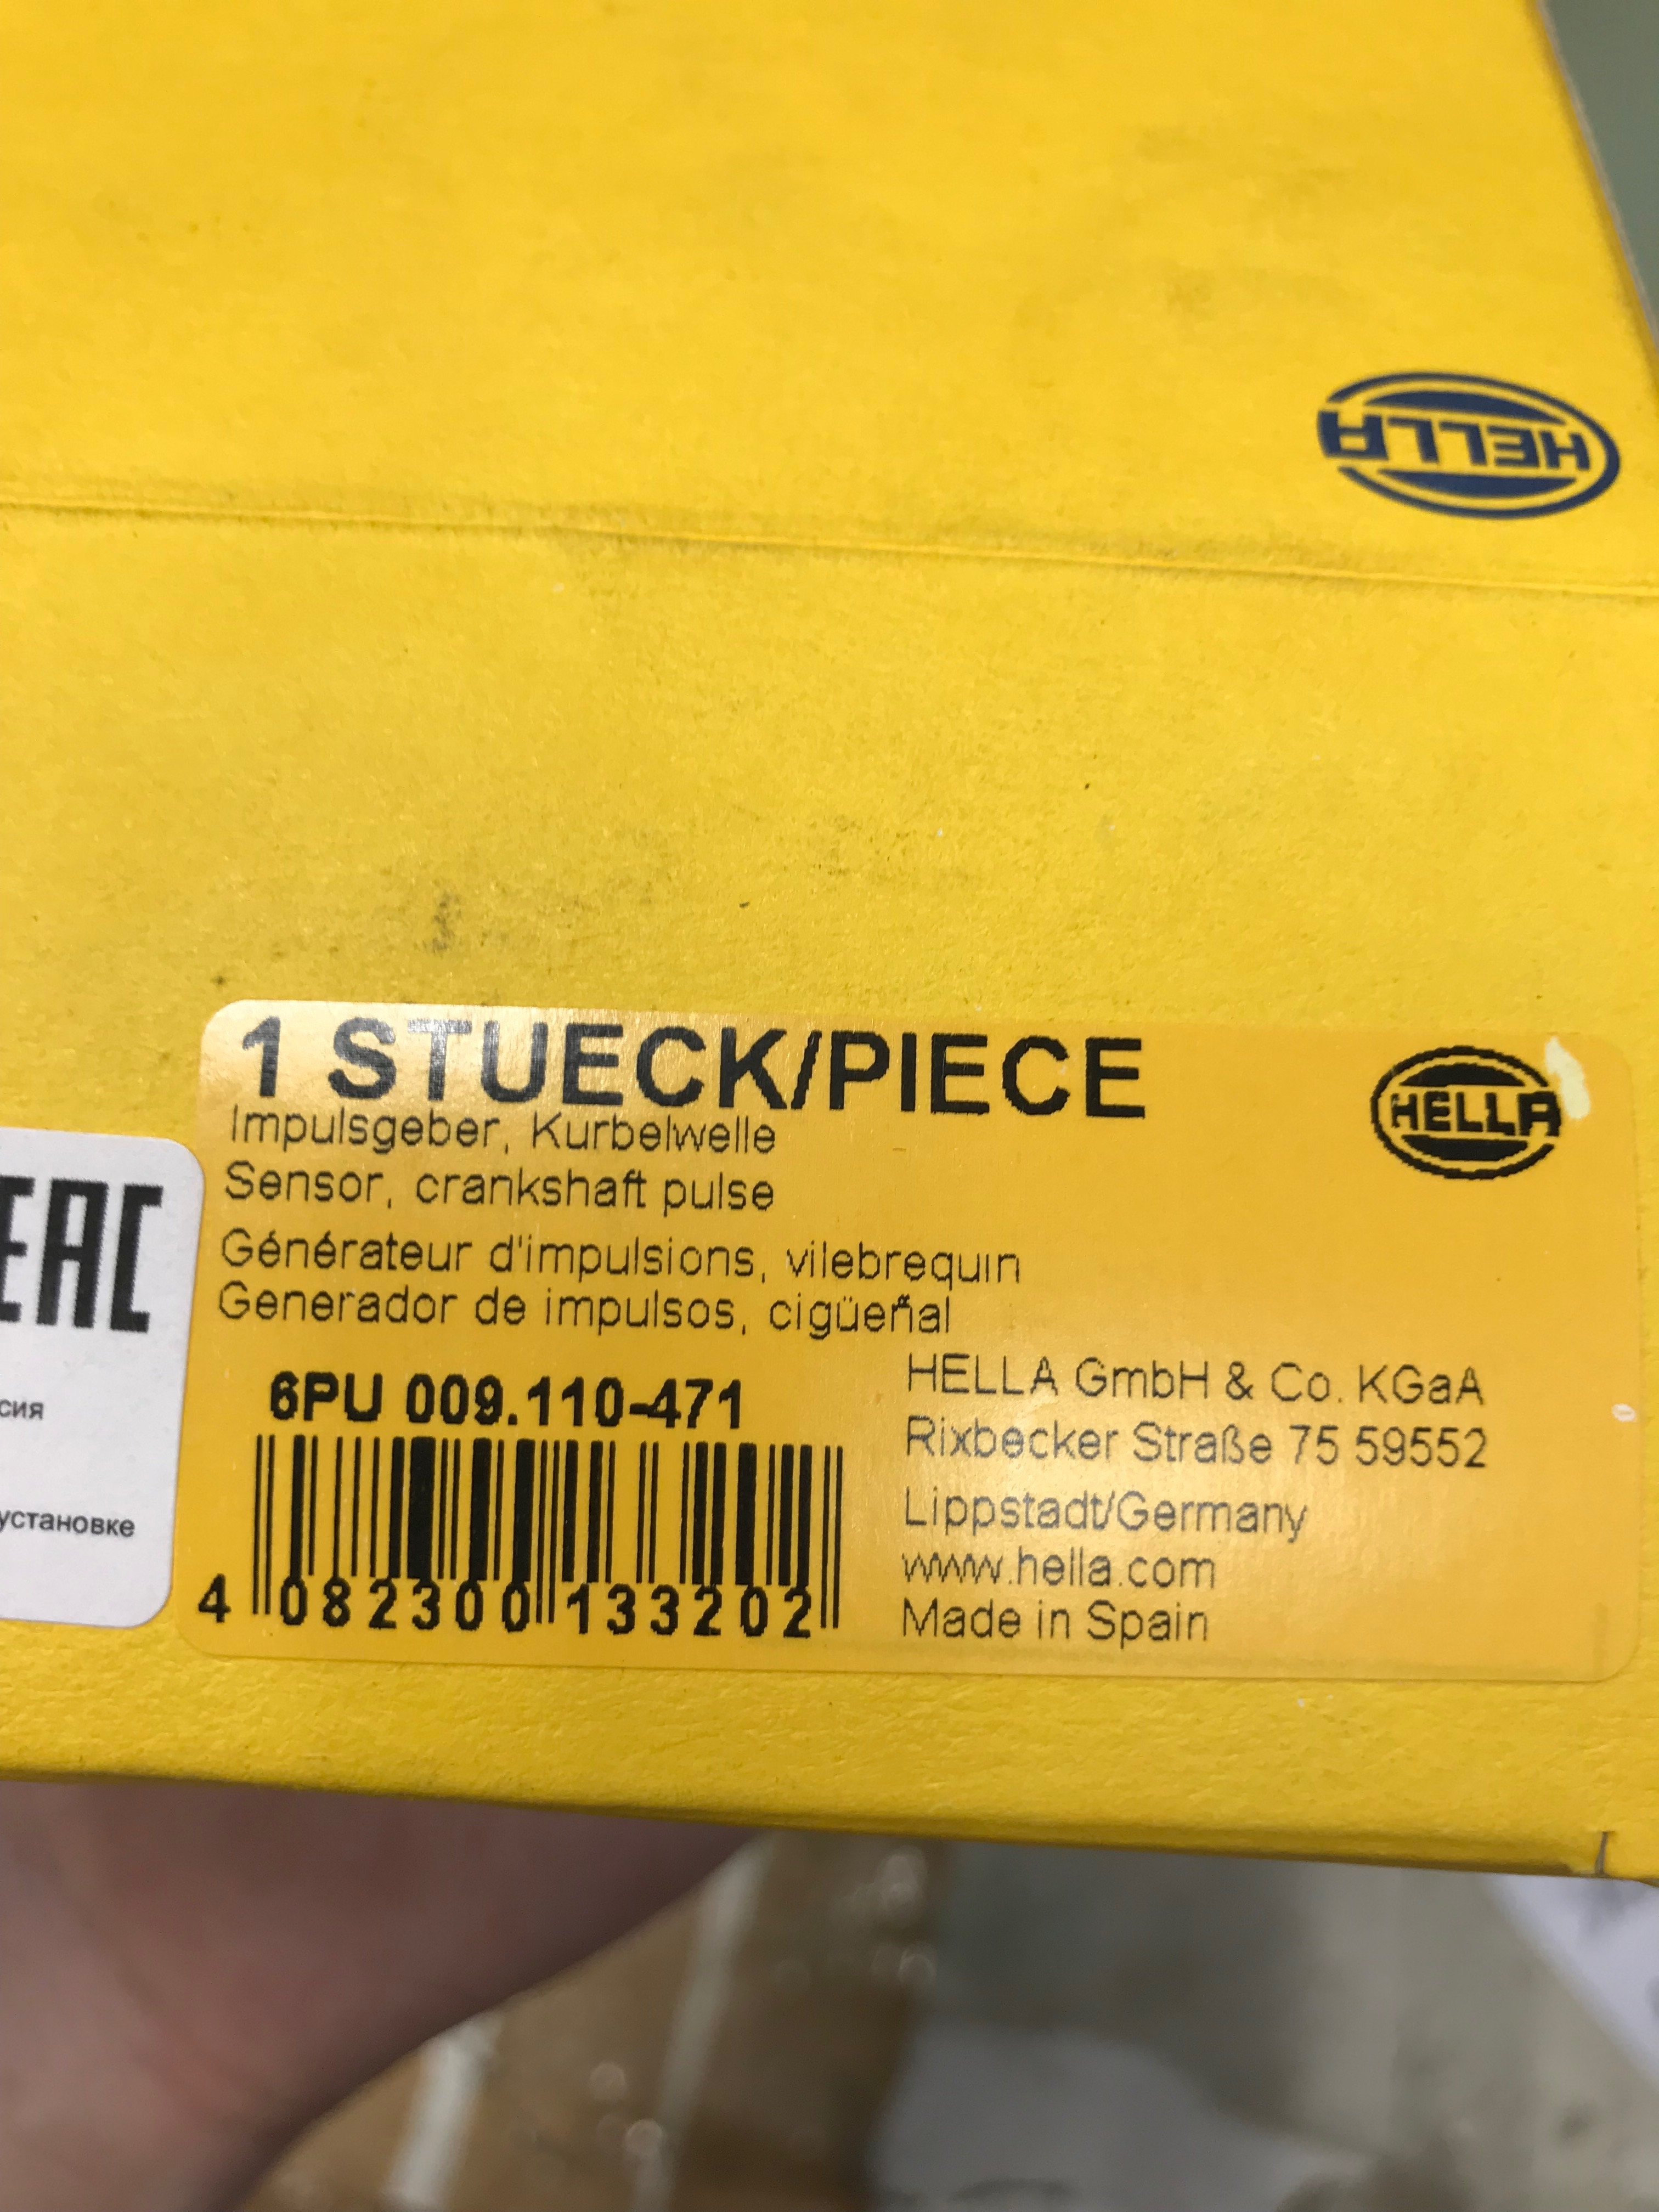 HELLA
1 STUECK/PIECE
HELLA
Impulsgeber, Kurbelwelle
Sensor, crankshaft pulse
Générateur d'impulsions, vilebrequin
Generador de impulsos, cigüeñal
EAC
сия
установке
6PU 009.110-471
4 082300 133202
HELLA GmbH & Co. KGaA
Rixbecker Straße 75 59552
Lippstadt/Germany
www.hella.com
Made in Spain